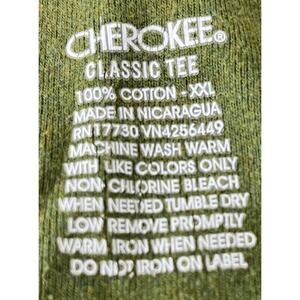 CHEROKEE®
CLASSIC TEE
100% COTTON - XXL
MADE IN NICARAGUA
RN17730 VN4256449
MACHINE WASH WARM
WITH LIKE COLORS ONLY
NON-CHLORINE BLEACH
WHEN NEEDED TUMBLE DRY
LOW REMOVE PROMPTLY
WARM IRON WHEN NEEDED
DO NOT IRON ON LABEL